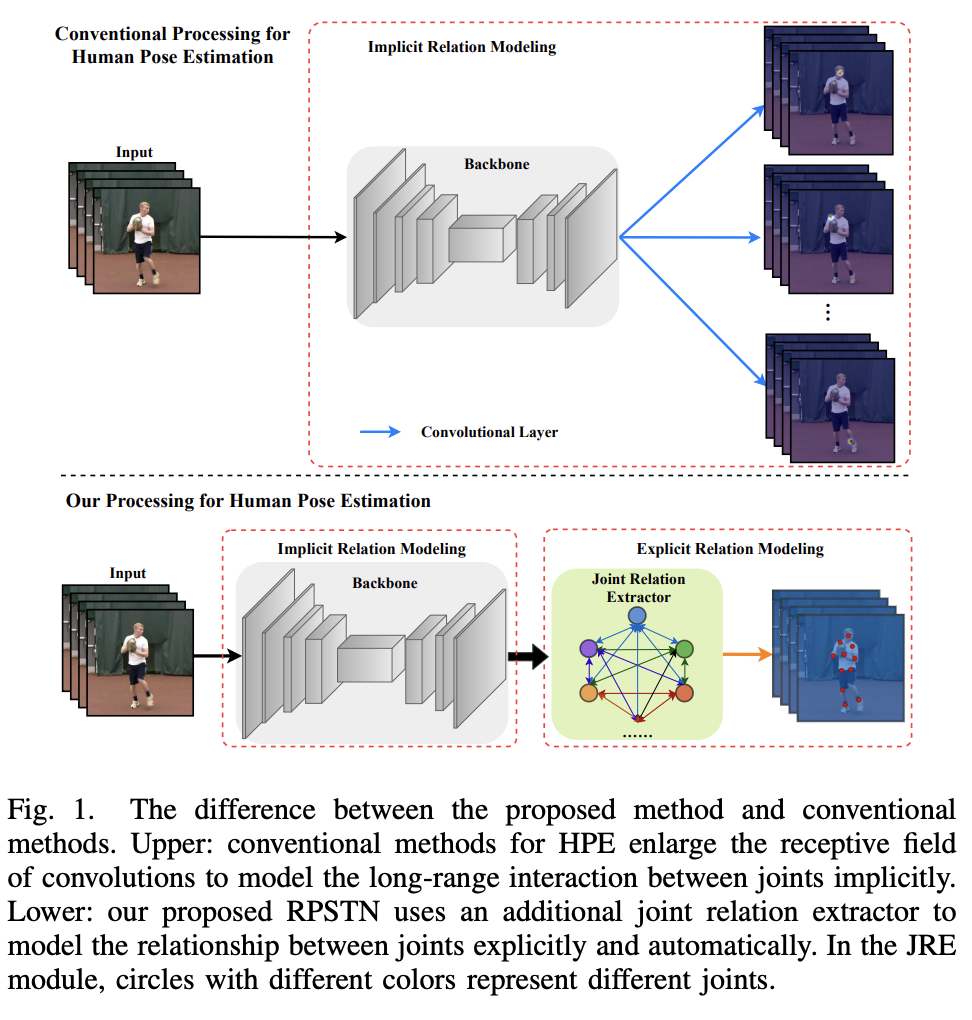 Conventional Processing for
Human Pose Estimation
Implicit Relation Modeling
Input
Backbone
⋮
Convolutional Layer
Our Processing for Human Pose Estimation
Implicit Relation Modeling
Explicit Relation Modeling
Input
Backbone
Joint Relation
Extractor
......
Fig. 1. The difference between the proposed method and conventional
methods. Upper: conventional methods for HPE enlarge the receptive field
of convolutions to model the long-range interaction between joints implicitly.
Lower: our proposed RPSTN uses an additional joint relation extractor to
model the relationship between joints explicitly and automatically. In the JRE
module, circles with different colors represent different joints.